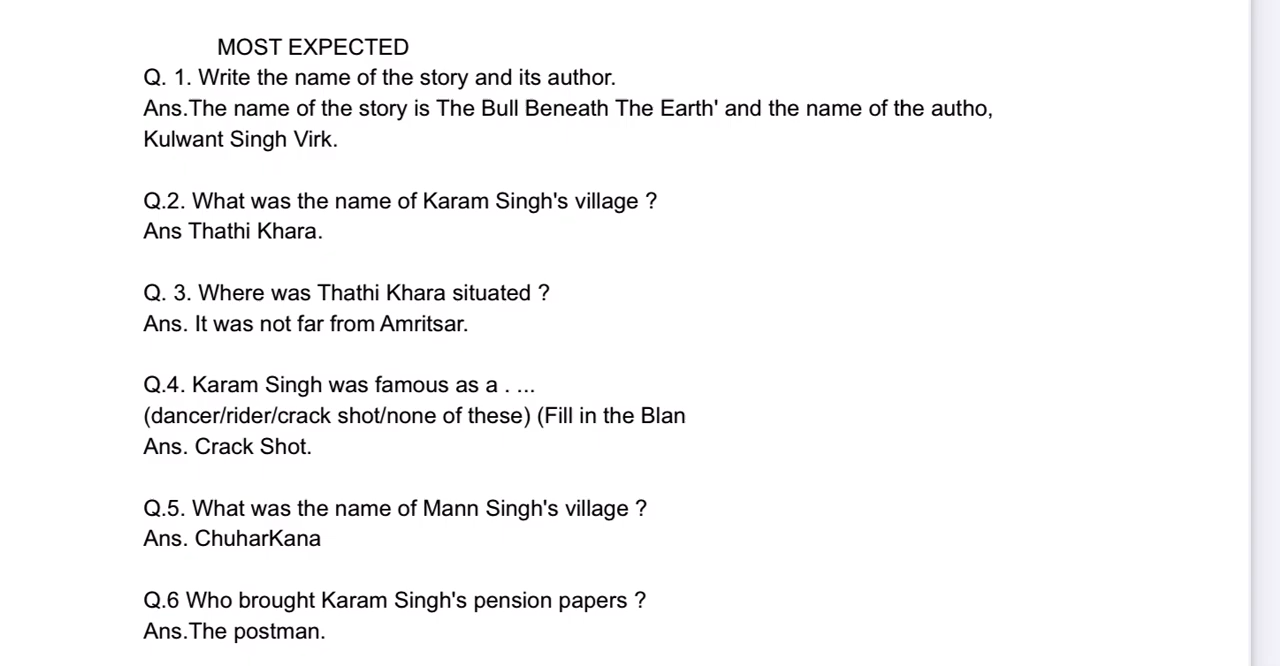 MOST EXPECTED
Q. 1. Write the name of the story and its author.
Ans.The name of the story is The Bull Beneath The Earth' and the name of the autho,
Kulwant Singh Virk.
Q.2. What was the name of Karam Singh's village ?
Ans Thathi Khara.
Q. 3. Where was Thathi Khara situated ?
Ans. It was not far from Amritsar.
Q.4. Karam Singh was famous as a . ...
(dancer/rider/crack shot/none of these) (Fill in the Blan
Ans. Crack Shot.
Q.5. What was the name of Mann Singh's village ?
Ans. ChuharKana
Q.6 Who brought Karam Singh's pension papers ?
Ans.The postman.